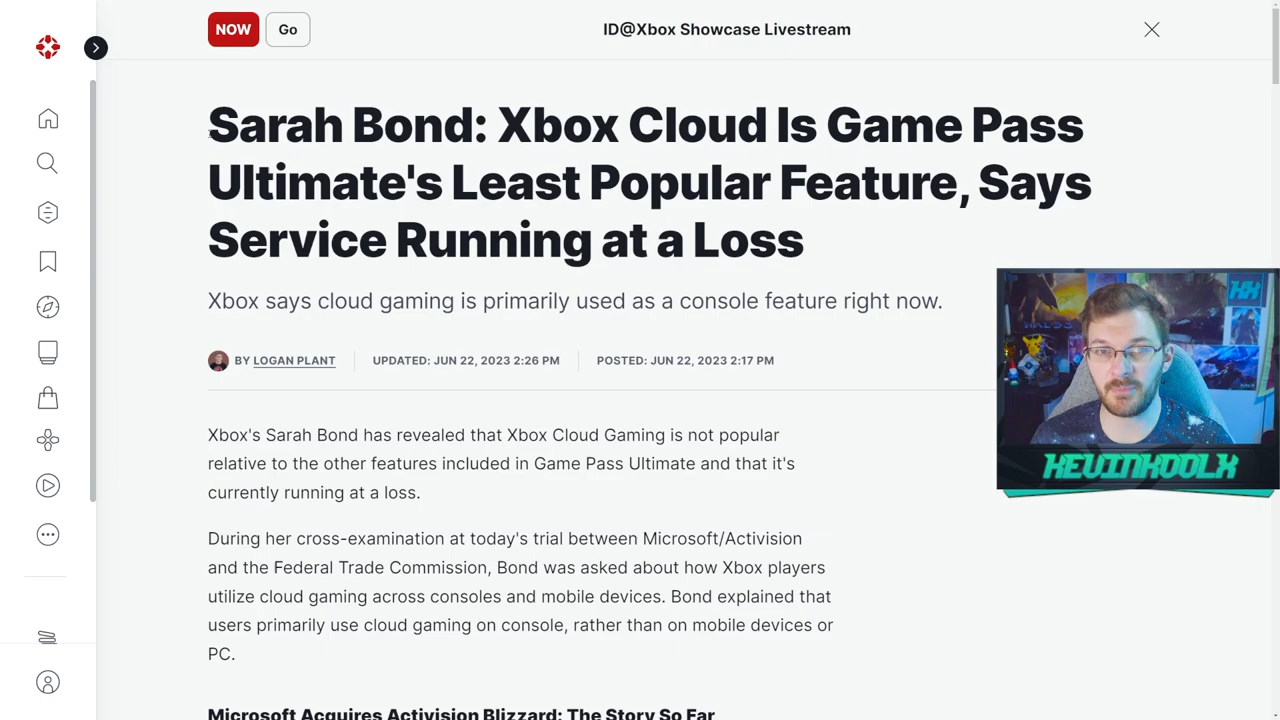 NOW
Go
ID@Xbox Showcase Livestream
Sarah Bond: Xbox Cloud Is Game Pass
Ultimate's Least Popular Feature, Says
Service Running at a Loss
Xbox says cloud gaming is primarily used as a console feature right now.
BY LOGAN PLANT
UPDATED: JUN 22, 2023 2:26 PM
POSTED: JUN 22, 2023 2:17 PM
Xbox's Sarah Bond has revealed that Xbox Cloud Gaming is not popular
relative to the other features included in Game Pass Ultimate and that it's
currently running at a loss.
During her cross-examination at today's trial between Microsoft/Activision
and the Federal Trade Commission, Bond was asked about how Xbox players
utilize cloud gaming across consoles and mobile devices. Bond explained that
users primarily use cloud gaming on console, rather than on mobile devices or
PC.
Microsoft Acquires Activision Blizzard: The Story So Far
KEVINKOOLX